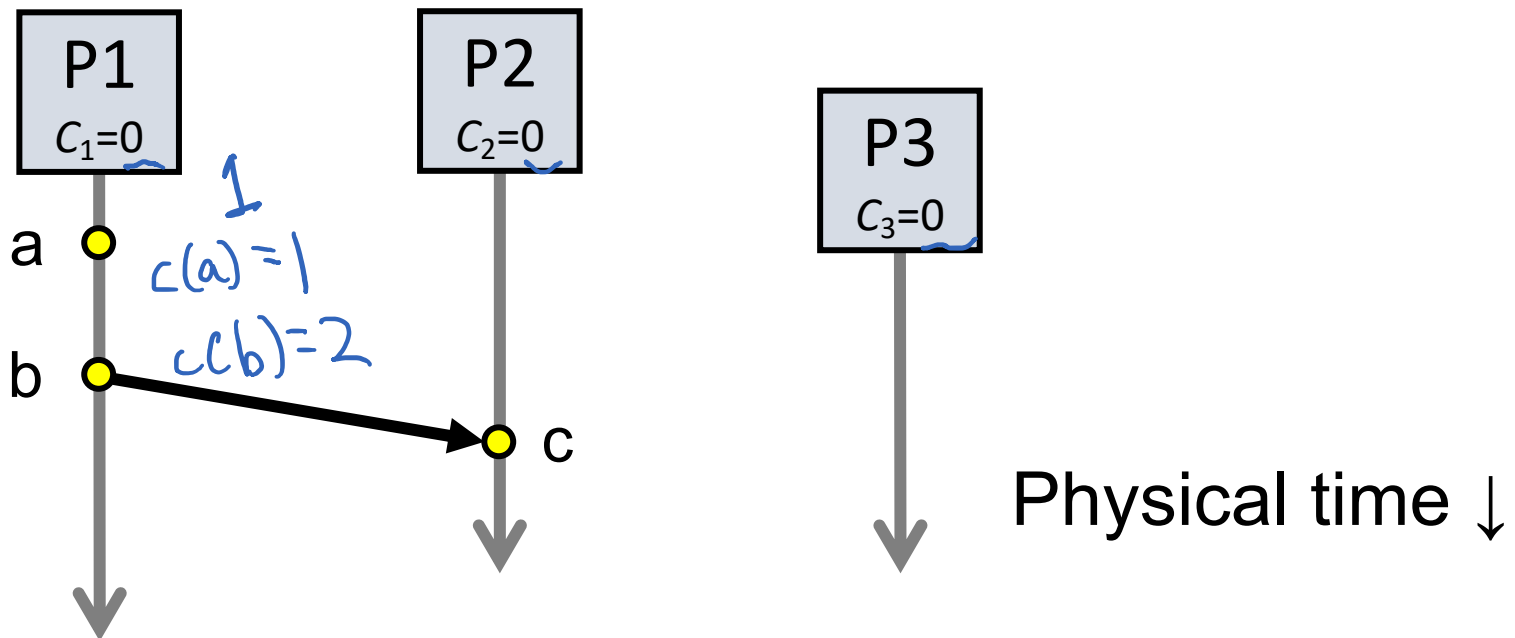 P1
C₁=0
P2
C₂=0
P3
C₃=0
1
a
c(a)=1
b
c(b)=2
c
Physical time ↓